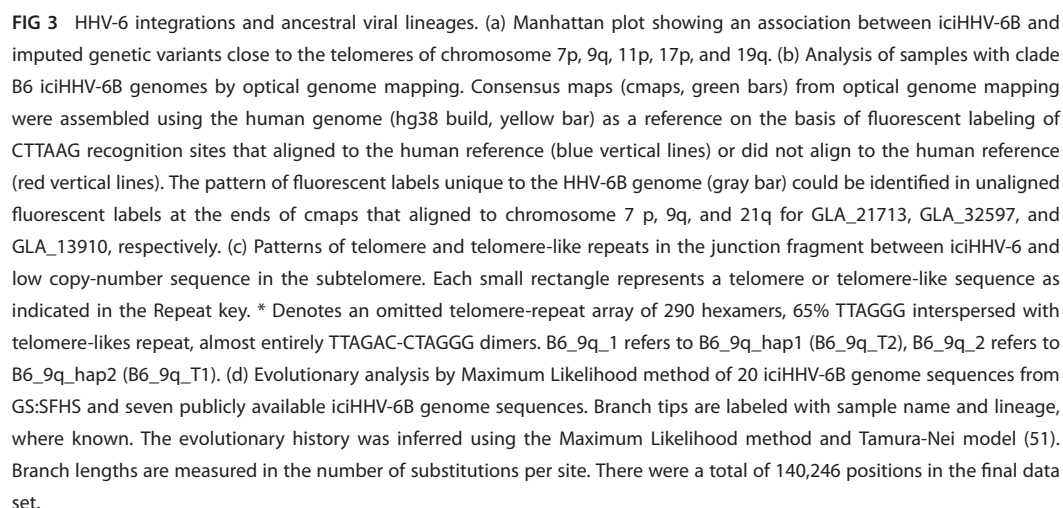 FIG 3 HHV-6 integrations and ancestral viral lineages. (a) Manhattan plot showing an association between iciHHV-6B and
imputed genetic variants close to the telomeres of chromosome 7p, 9q, 11p, 17p, and 19q. (b) Analysis of samples with clade
B6 iciHHV-6B genomes by optical genome mapping. Consensus maps (cmaps, green bars) from optical genome mapping
were assembled using the human genome (hg38 build, yellow bar) as a reference on the basis of fluorescent labeling of
CTTAAG recognition sites that aligned to the human reference (blue vertical lines) or did not align to the human reference
(red vertical lines). The pattern of fluorescent labels unique to the HHV-6B genome (gray bar) could be identified in unaligned
fluorescent labels at the ends of cmaps that aligned to chromosome 7 p, 9q, and 21q for GLA_21713, GLA_32597, and
GLA_13910, respectively. (c) Patterns of telomere and telomere-like repeats in the junction fragment between iciHHV-6 and
low copy-number sequence in the subtelomere. Each small rectangle represents a telomere or telomere-like sequence as
indicated in the Repeat key. * Denotes an omitted telomere-repeat array of 290 hexamers, 65% TTAGGG interspersed with
telomere-likes repeat, almost entirely TTAGAC-CTAGGG dimers. B6_9q_1 refers to B6_9q_hap1 (B6_9q_T2), B6_9q_2 refers to
B6_9q_hap2 (B6_9q_T1). (d) Evolutionary analysis by Maximum Likelihood method of 20 iciHHV-6B genome sequences from
GS:SFHS and seven publicly available iciHHV-6B genome sequences. Branch tips are labeled with sample name and lineage,
where known. The evolutionary history was inferred using the Maximum Likelihood method and Tamura-Nei model (51).
Branch lengths are measured in the number of substitutions per site. There were a total of 140,246 positions in the final data
set.